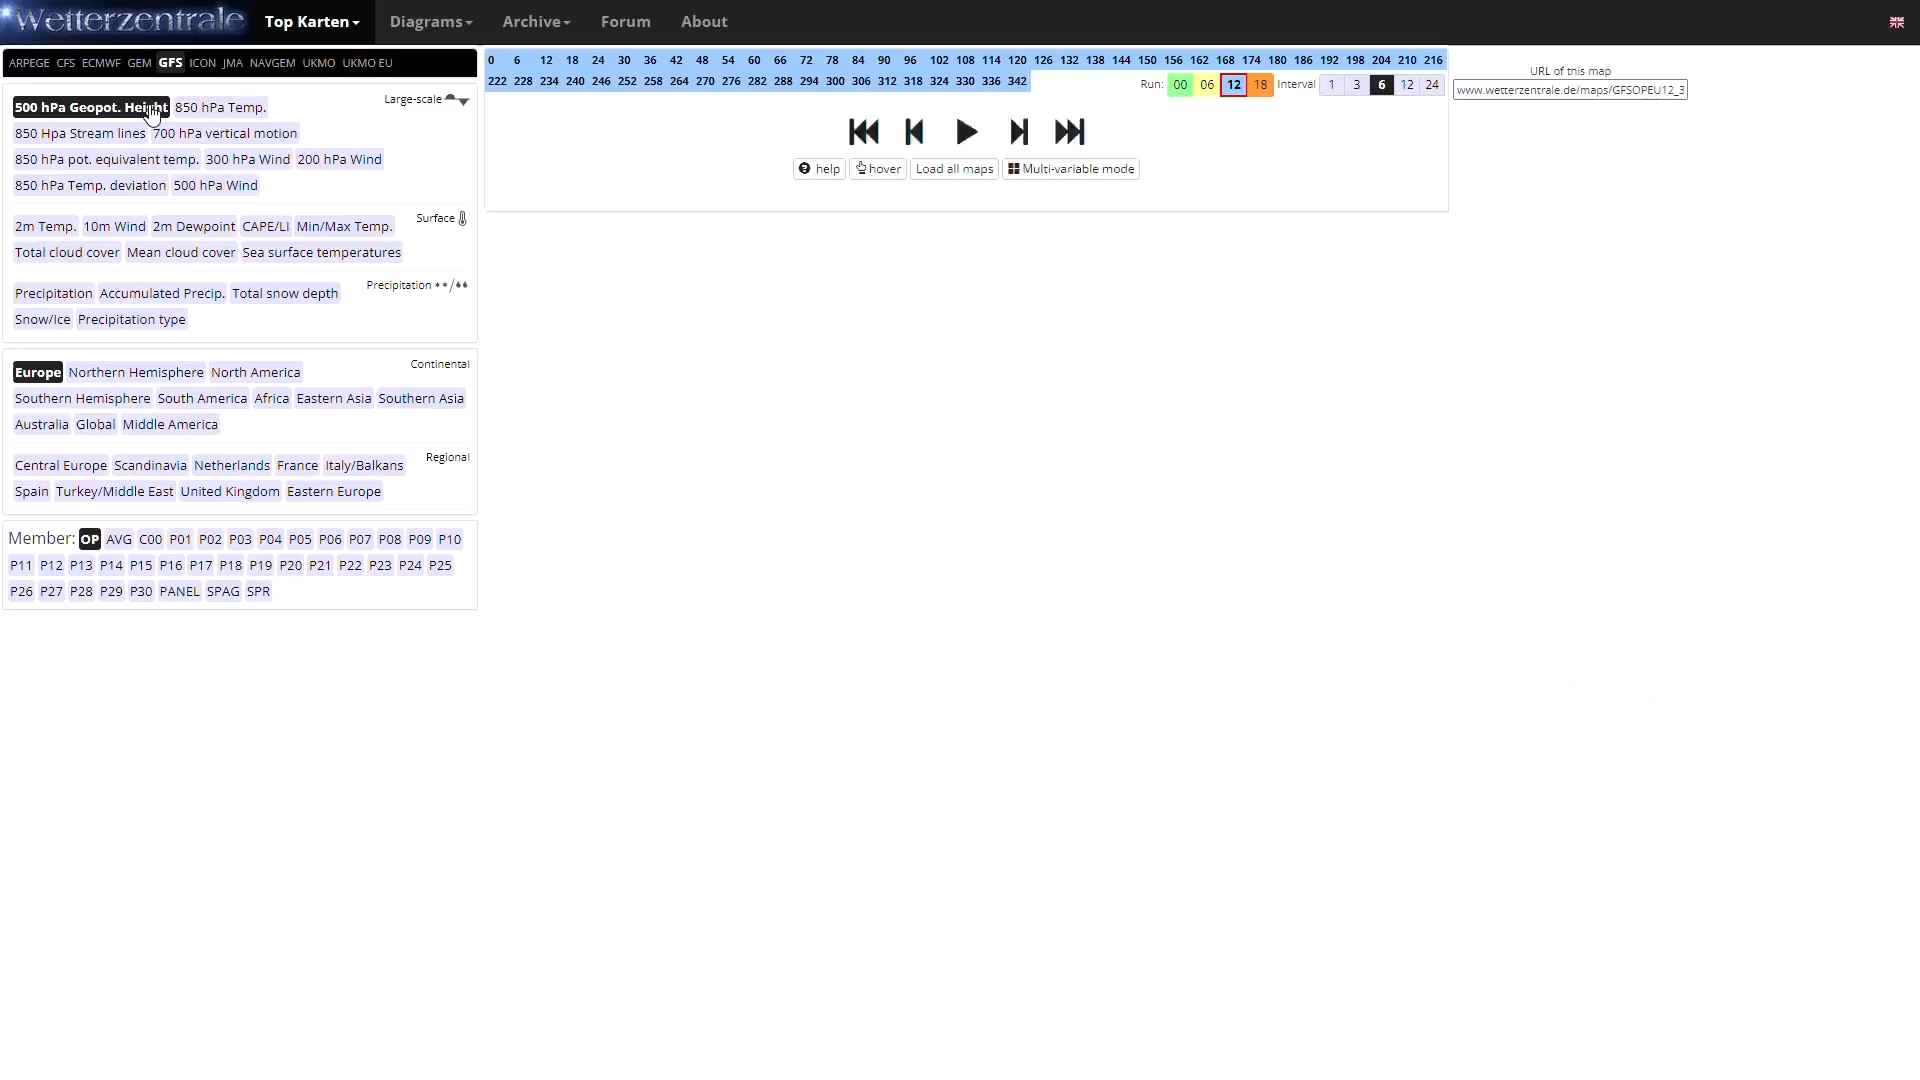 Wetterzentrale Top Karten Diagrams Archive Forum About
ARPEGE CFS ECMWF GEM GFS ICON JMA NAVGEM UKMO UKMO EU
500 hPa Geopot. Height 850 hPa Temp. Large-scale
850 Hpa Stream lines 700 hPa vertical motion
850 hPa pot. equivalent temp. 300 hPa Wind 200 hPa Wind
850 hPa Temp. deviation 500 hPa Wind
Surface
2m Temp. 10m Wind 2m Dewpoint CAPE/LI Min/Max Temp.
Total cloud cover Mean cloud cover Sea surface temperatures
Precipitation **/
Precipitation Accumulated Precip. Total snow depth
Snow/Ice Precipitation type
Continental
Europe Northern Hemisphere North America
Southern Hemisphere South America Africa Eastern Asia Southern Asia
Australia Global Middle America
Regional
Central Europe Scandinavia Netherlands France Italy/Balkans
Spain Turkey/Middle East United Kingdom Eastern Europe
Member: OP AVG C00 P01 P02 P03 P04 P05 P06 P07 P08 P09 P10
P11 P12 P13 P14 P15 P16 P17 P18 P19 P20 P21 P22 P23 P24 P25
P26 P27 P28 P29 P30 PANEL SPAG SPR
0 6 12 18 24 30 36 42 48 54 60 66 72 78 84 90 96 102 108 114 120 126 132 138 144 150 156 162 168 174 180 186 192 198 204 210 216
222 228 234 240 246 252 258 264 270 276 282 288 294 300 306 312 318 324 330 336 342
Run: 00 06 12 18 Interval 1 3 6 12 24
help hover Load all maps Multi-variable mode
URL of this map
www.wetterzentrale.de/maps/GFSOPEU12_3